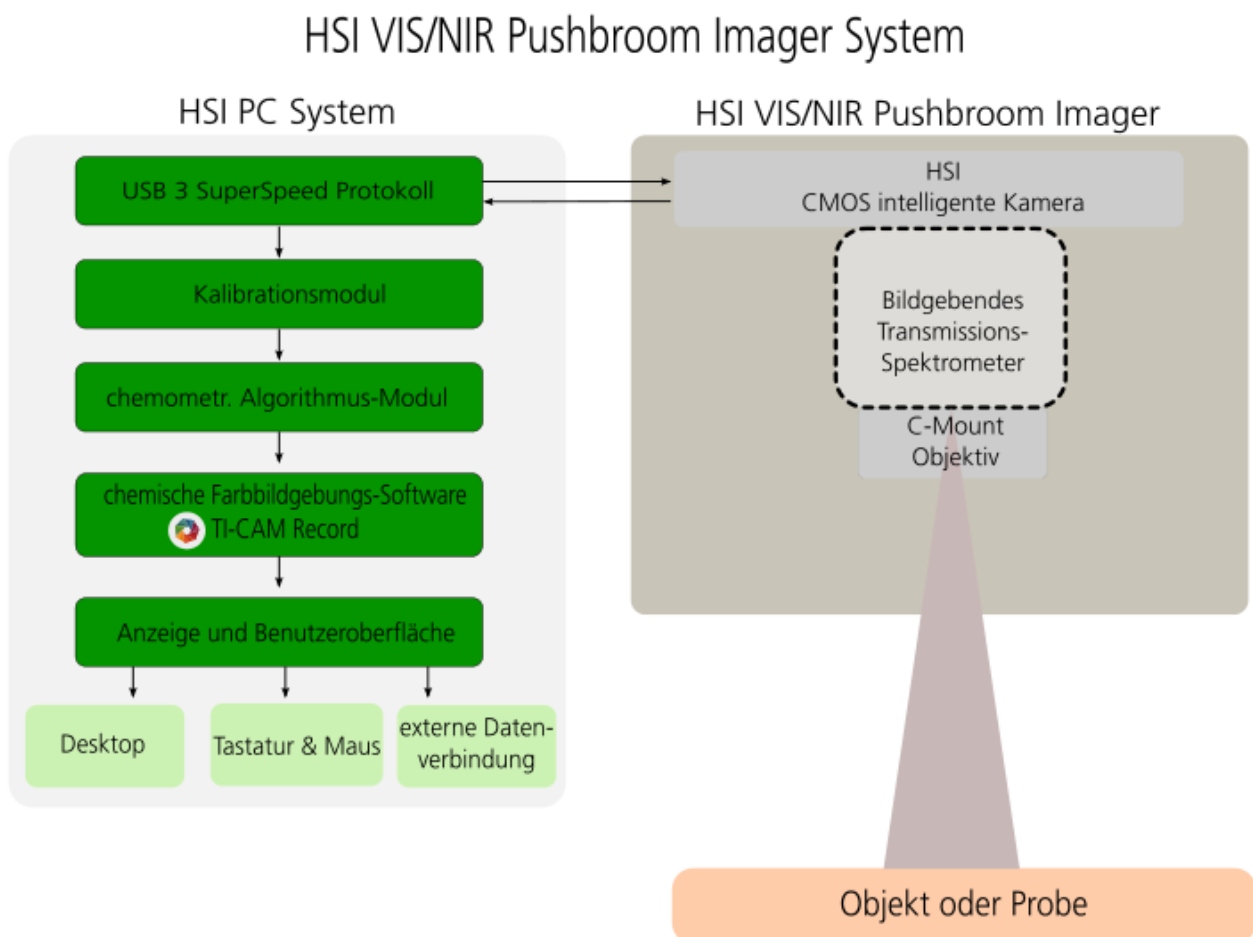 HSI VIS/NIR Pushbroom Imager System
HSI PC System
USB 3 SuperSpeed Protokoll
Kalibrationsmodul
chemometr. Algorithmus-Modul
chemische Farbbildgebungs-Software
TI-CAM Record
Anzeige und Benutzeroberfläche
Desktop
Tastatur & Maus
externe Daten-
verbindung
HSI VIS/NIR Pushbroom Imager
HSI
CMOS intelligente Kamera
Bildgebendes
Transmissions-
Spektrometer
C-Mount
Objektiv
Objekt oder Probe